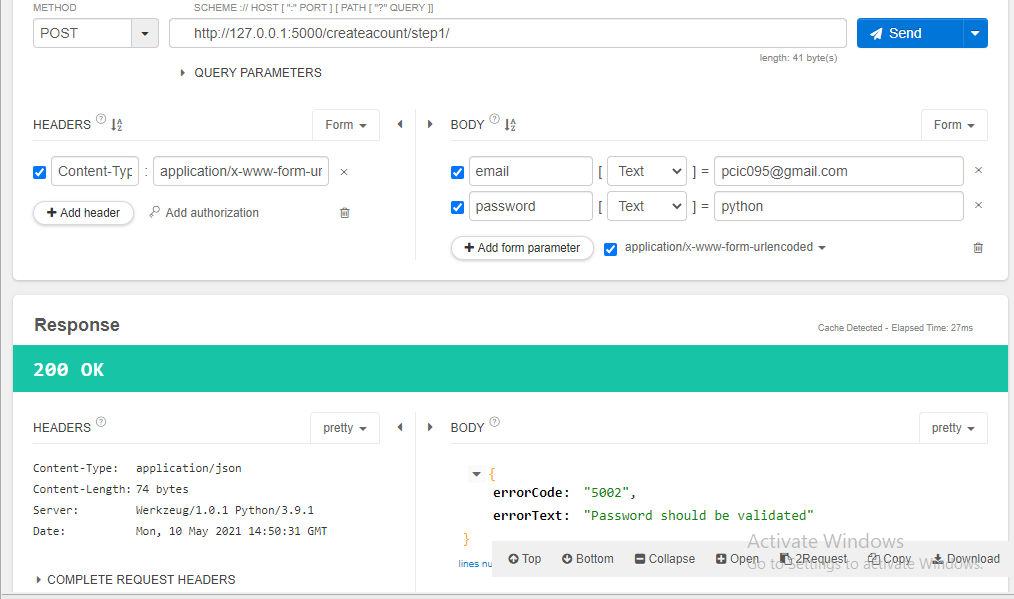 METHOD SCHEME :// HOST [ ":" PORT ] [ PATH [ "?" QUERY ]]
POST http://127.0.0.1:5000/createacount/step1/ Send
length: 41 byte(s)
QUERY PARAMETERS
HEADERS ? Form BODY ? Form
Content-Typ : application/x-www-form-ur × email [ Text ] = pcic095@gmail.com ×
+ Add header Add authorization password [ Text ] = python ×
+ Add form parameter application/x-www-form-urlencoded
Response
Cache Detected - Elapsed Time: 27ms
200 OK
HEADERS ? pretty BODY ? pretty
Content-Type: application/json
Content-Length: 74 bytes
Server: Werkzeug/1.0.1 Python/3.9.1
Date: Mon, 10 May 2021 14:50:31 GMT
{
errorCode: "5002",
errorText: "Password should be validated"
}
lines nu
Top Bottom Collapse Open 2Request Copy Download
Activate Windows
Go to Settings to activate Windows.
COMPLETE REQUEST HEADERS